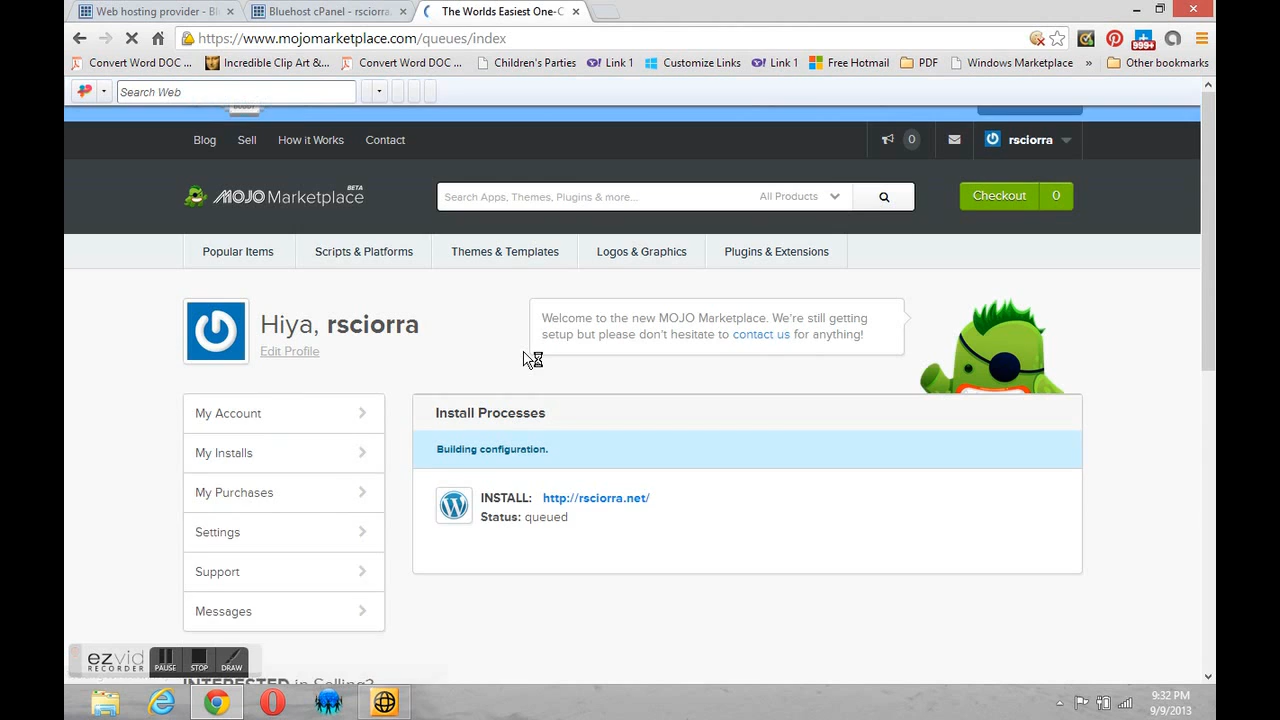 Web hosting provider - Bl
Bluehost cPanel - rsciorra.
The Worlds Easiest One-C
https://www.mojomarketplace.com/queues/index
999+
Convert Word DOC ...
Incredible Clip Art &...
Convert Word DOC ...
Children's Parties
Link 1
Customize Links
Link 1
Free Hotmail
PDF
Windows Marketplace
»
Other bookmarks
Search Web
Blog
Sell
How it Works
Contact
0
rsciorra
MOJO Marketplace BETA
Search Apps, Themes, Plugins & more...
All Products
Checkout
0
Popular Items
Scripts & Platforms
Themes & Templates
Logos & Graphics
Plugins & Extensions
Hiya, rsciorra
Edit Profile
Welcome to the new MOJO Marketplace. We're still getting
setup but please don't hesitate to contact us for anything!
My Account
My Installs
My Purchases
Settings
Support
Messages
Install Processes
Building configuration.
INSTALL: http://rsciorra.net/
Status: queued
ezvid
RECORDER
PAUSE
STOP
DRAW
INTERESTED in Selling?
9:32 PM
9/9/2013